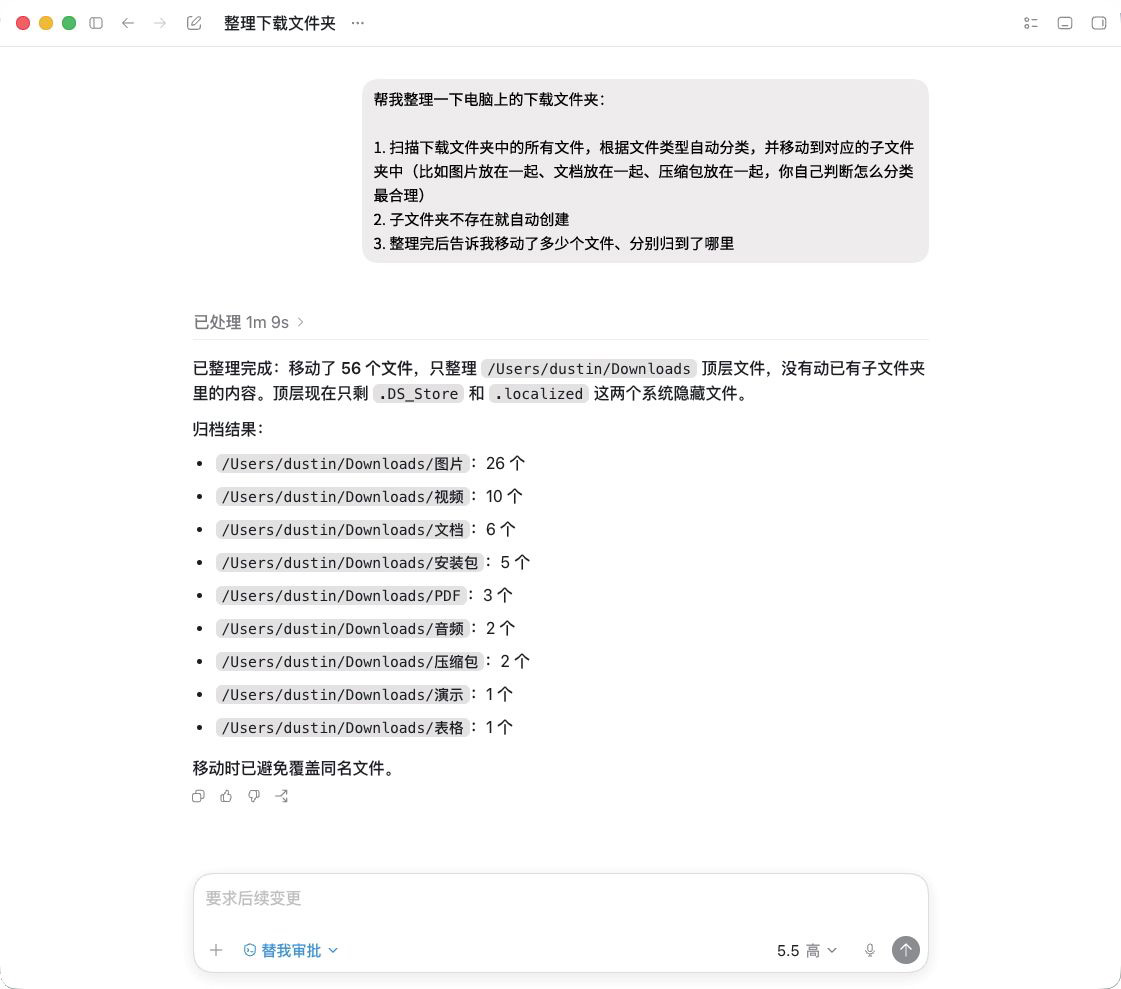 整理下载文件夹 ···
帮我整理一下电脑上的下载文件夹：
1. 扫描下载文件夹中的所有文件，根据文件类型自动分类，并移动到对应的子文件
夹中（比如图片放在一起、文档放在一起、压缩包放在一起，你自己判断怎么分类
最合理）
2. 子文件夹不存在就自动创建
3. 整理完后告诉我移动了多少个文件、分别归到了哪里
已处理 1m 9s
已整理完成：移动了 56 个文件，只整理 /Users/dustin/Downloads 顶层文件，没有动已有子文件夹
里的内容。顶层现在只剩 .DS_Store 和 .localized 这两个系统隐藏文件。
归档结果：
• /Users/dustin/Downloads/图片：26 个
• /Users/dustin/Downloads/视频：10 个
• /Users/dustin/Downloads/文档：6 个
• /Users/dustin/Downloads/安装包：5 个
• /Users/dustin/Downloads/PDF：3 个
• /Users/dustin/Downloads/音频：2 个
• /Users/dustin/Downloads/压缩包：2 个
• /Users/dustin/Downloads/演示：1 个
• /Users/dustin/Downloads/表格：1 个
移动时已避免覆盖同名文件。
要求后续变更
替我审批
5.5 高